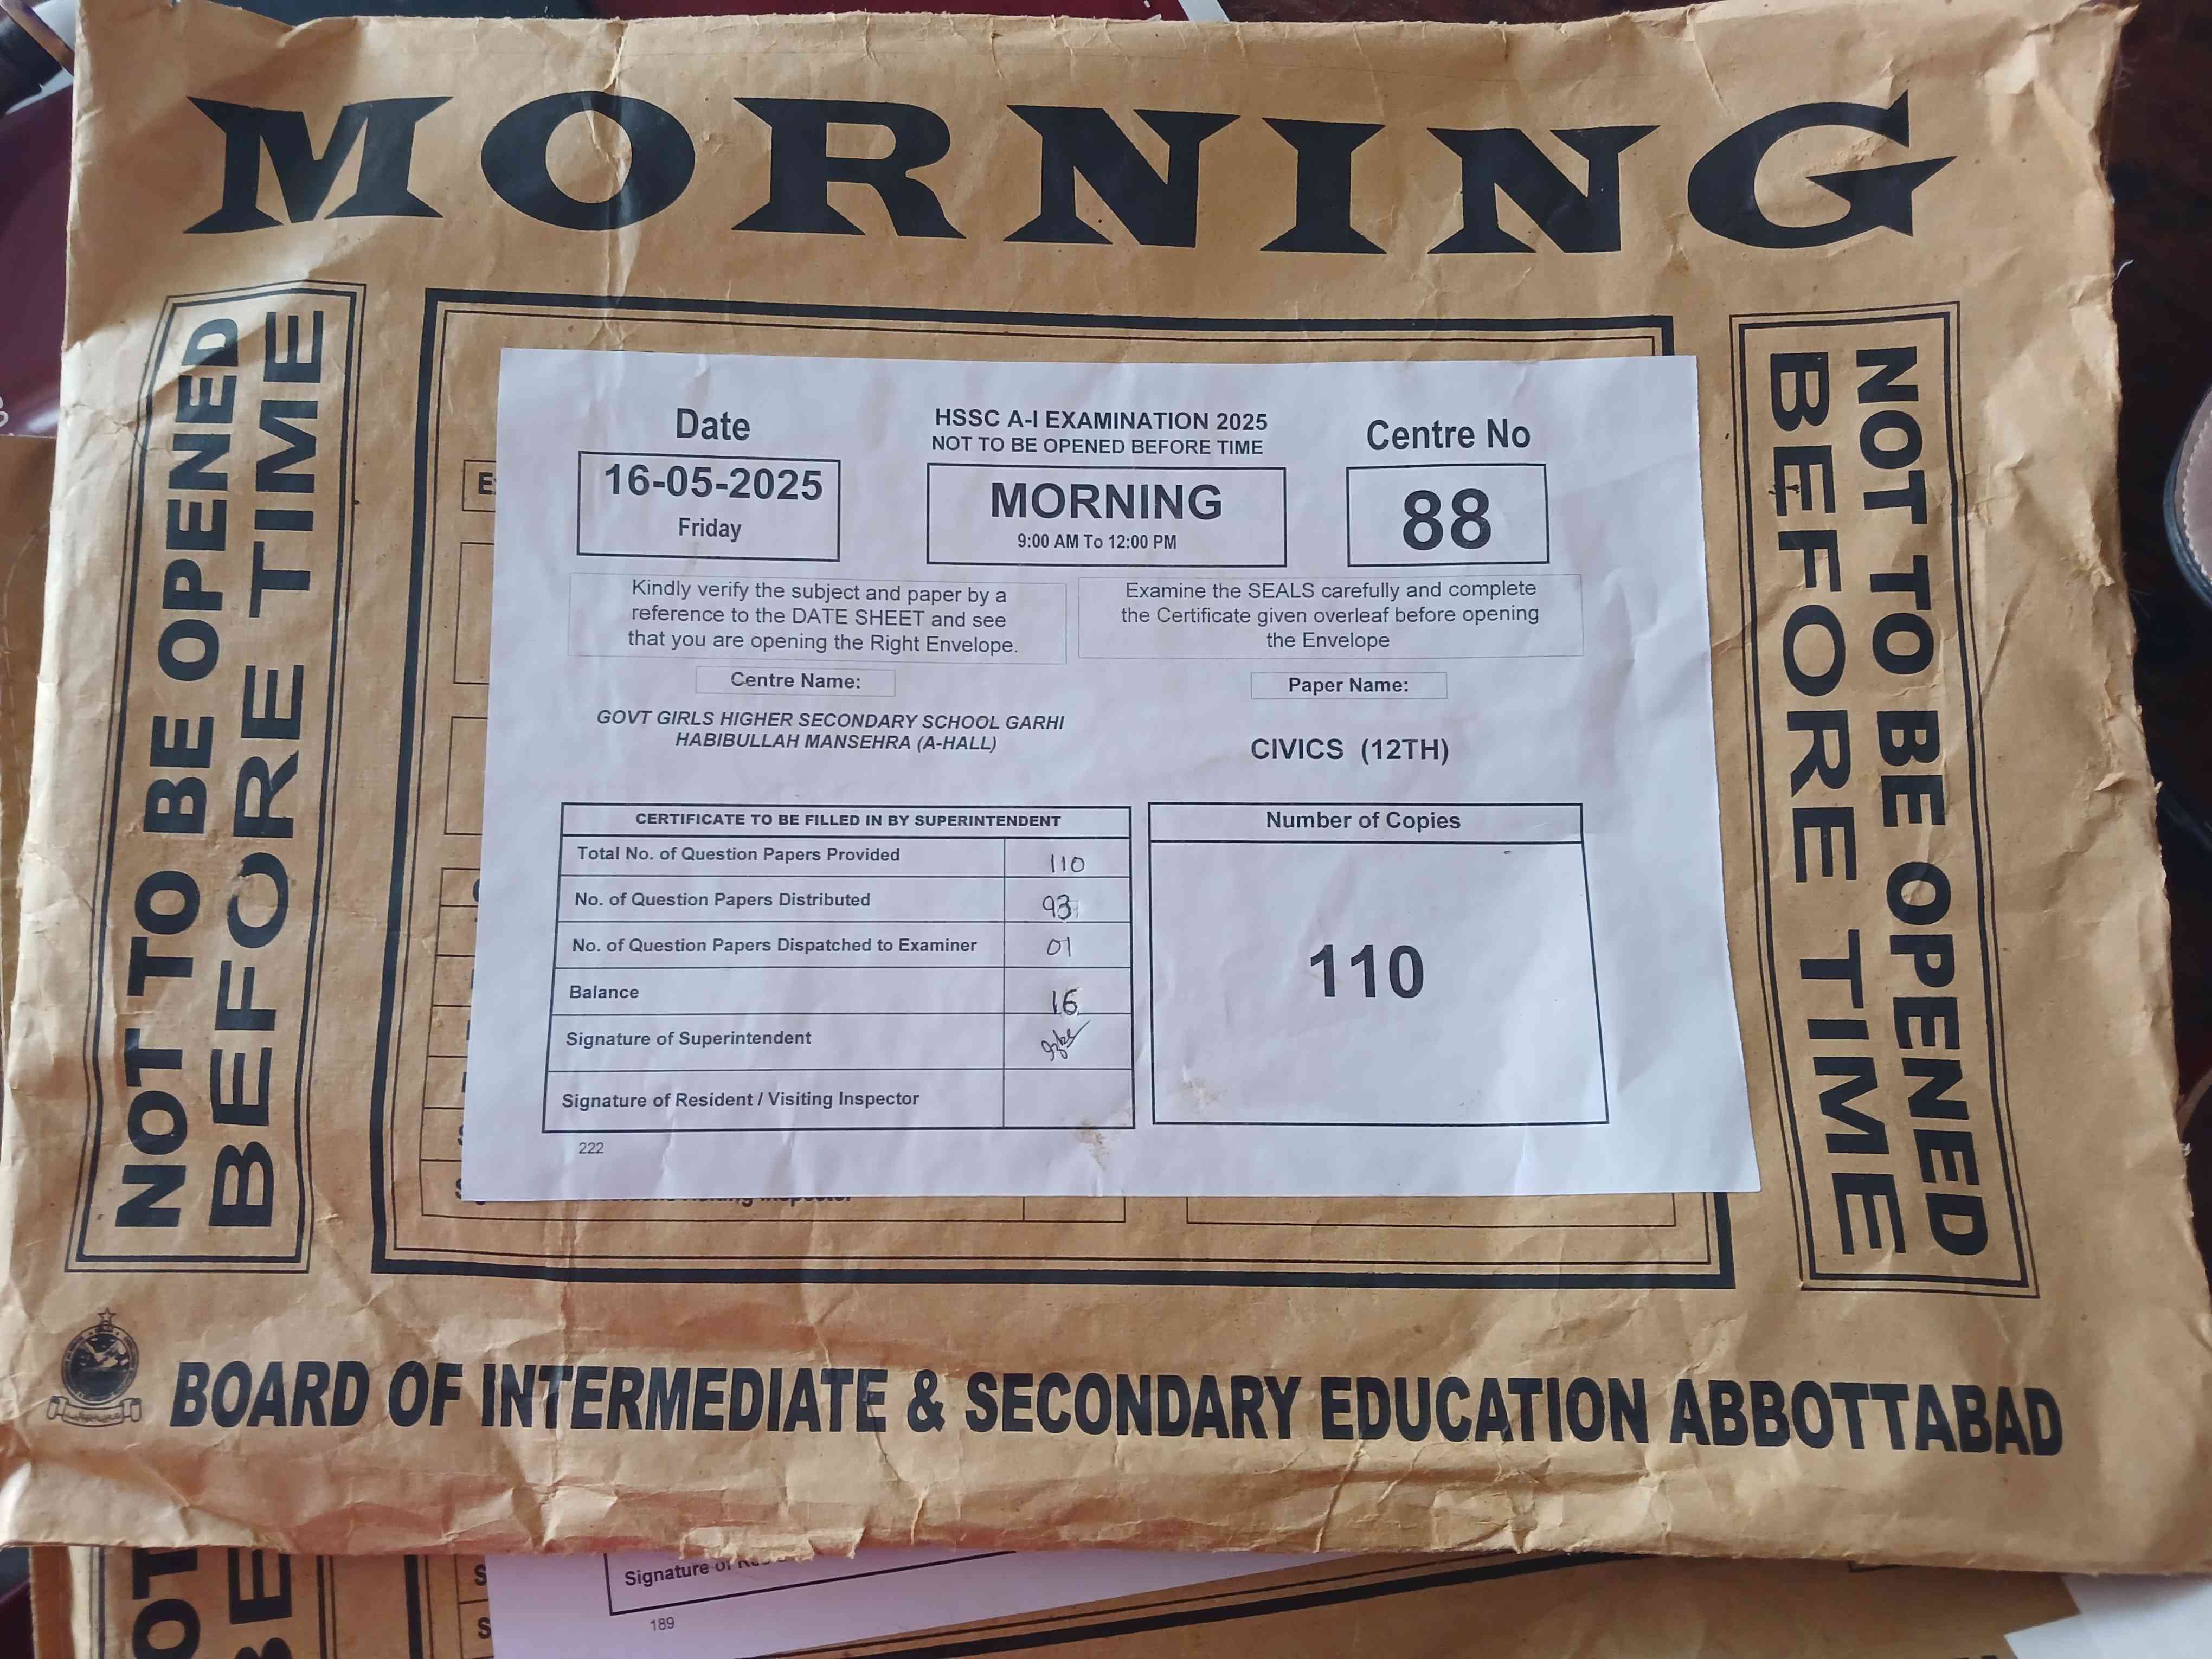 MORNING
NOT TO BE OPENED
BEFORE TIME
Date
16-05-2025
Friday
HSSC A-I EXAMINATION 2025
NOT TO BE OPENED BEFORE TIME
MORNING
9:00 AM To 12:00 PM
Centre No
88
Kindly verify the subject and paper by a
reference to the DATE SHEET and see
that you are opening the Right Envelope.
Examine the SEALS carefully and complete
the Certificate given overleaf before opening
the Envelope
Centre Name:
GOVT GIRLS HIGHER SECONDARY SCHOOL GARHI
HABIBULLAH MANSEHRA (A-HALL)
Paper Name:
CIVICS (12TH)
CERTIFICATE TO BE FILLED IN BY SUPERINTENDENT
Total No. of Question Papers Provided 110
No. of Question Papers Distributed 93
No. of Question Papers Dispatched to Examiner 01
Balance 16
Signature of Superintendent
Signature of Resident / Visiting Inspector
222
Number of Copies
110
NOT TO BE OPENED
BEFORE TIME
BOARD OF INTERMEDIATE & SECONDARY EDUCATION ABBOTTABAD
Signature of
189